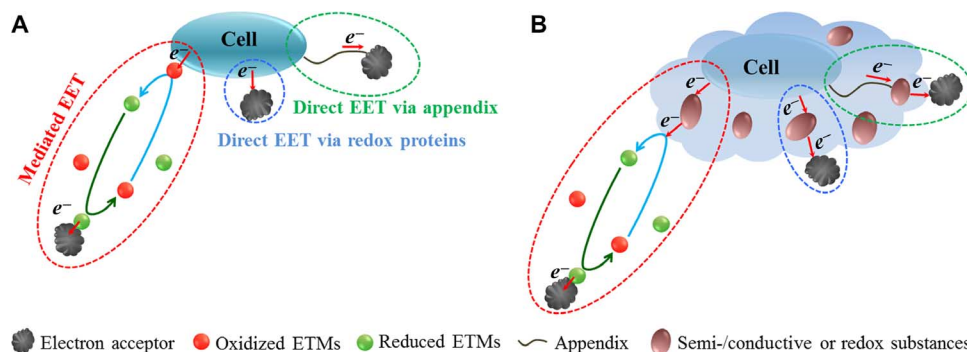 A
B
Cell
e−
e−
e−
Direct EET via appendix
Direct EET via redox proteins
Mediated EET
e−
Cell
e−
e−
e−
e−
e−
e−
e−
Electron acceptor
Oxidized ETMs
Reduced ETMs
Appendix
Semi-/conductive or redox substances